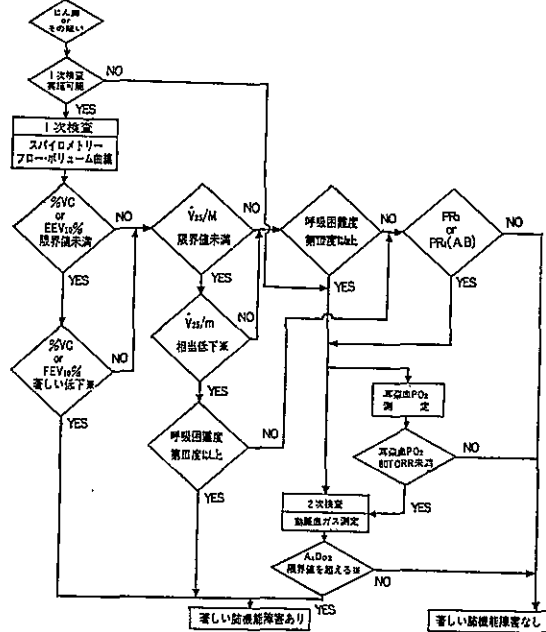 じん肺
or
その疑い
1次検査
実施可能
NO
YES
1次検査
スパイロメトリー
フロー・ボリューム曲線
%VC
or
EEV1.0%
限界値未満
NO
YES
%VC
or
FEV1.0%
著しい低下※
NO
YES
V̇25/M
限界値未満
NO
YES
V̇25/m
相当低下※
NO
YES
呼吸困難度
第III度以上
NO
YES
呼吸困難度
第III度以上
NO
YES
PR
or
PR4(AB)
NO
YES
耳朶血PO2
測 定
耳朶血PO2
80TORR未満
NO
YES
2次検査
動脈血ガス測定
AaDO2
限界値を超える※
NO
YES
著しい肺機能障害あり
著しい肺機能障害なし